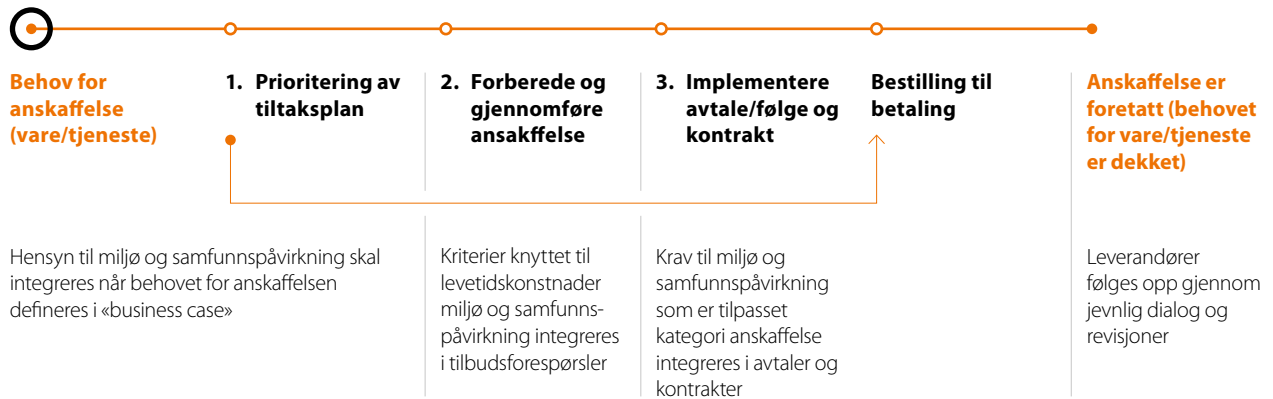 Behov for
anskaffelse
(vare/tjeneste)
1. Prioritering av
tiltaksplan
2. Forberede og
gjennomføre
ansakffelse
3. Implementere
avtale/følge og
kontrakt
Bestilling til
betaling
Anskaffelse er
foretatt (behovet
for vare/tjeneste
er dekket)
Hensyn til miljø og samfunnspåvirkning skal
integreres når behovet for anskaffelsen
defineres i «business case»
Kriterier knyttet til
levetidskonstnader
miljø og samfunns-
påvirkning integreres
i tilbudsforespørsler
Krav til miljø og
samfunnspåvirkning
som er tilpasset
kategori anskaffelse
integreres i avtaler og
kontrakter
Leverandører
følges opp gjennom
jevnlig dialog og
revisjoner